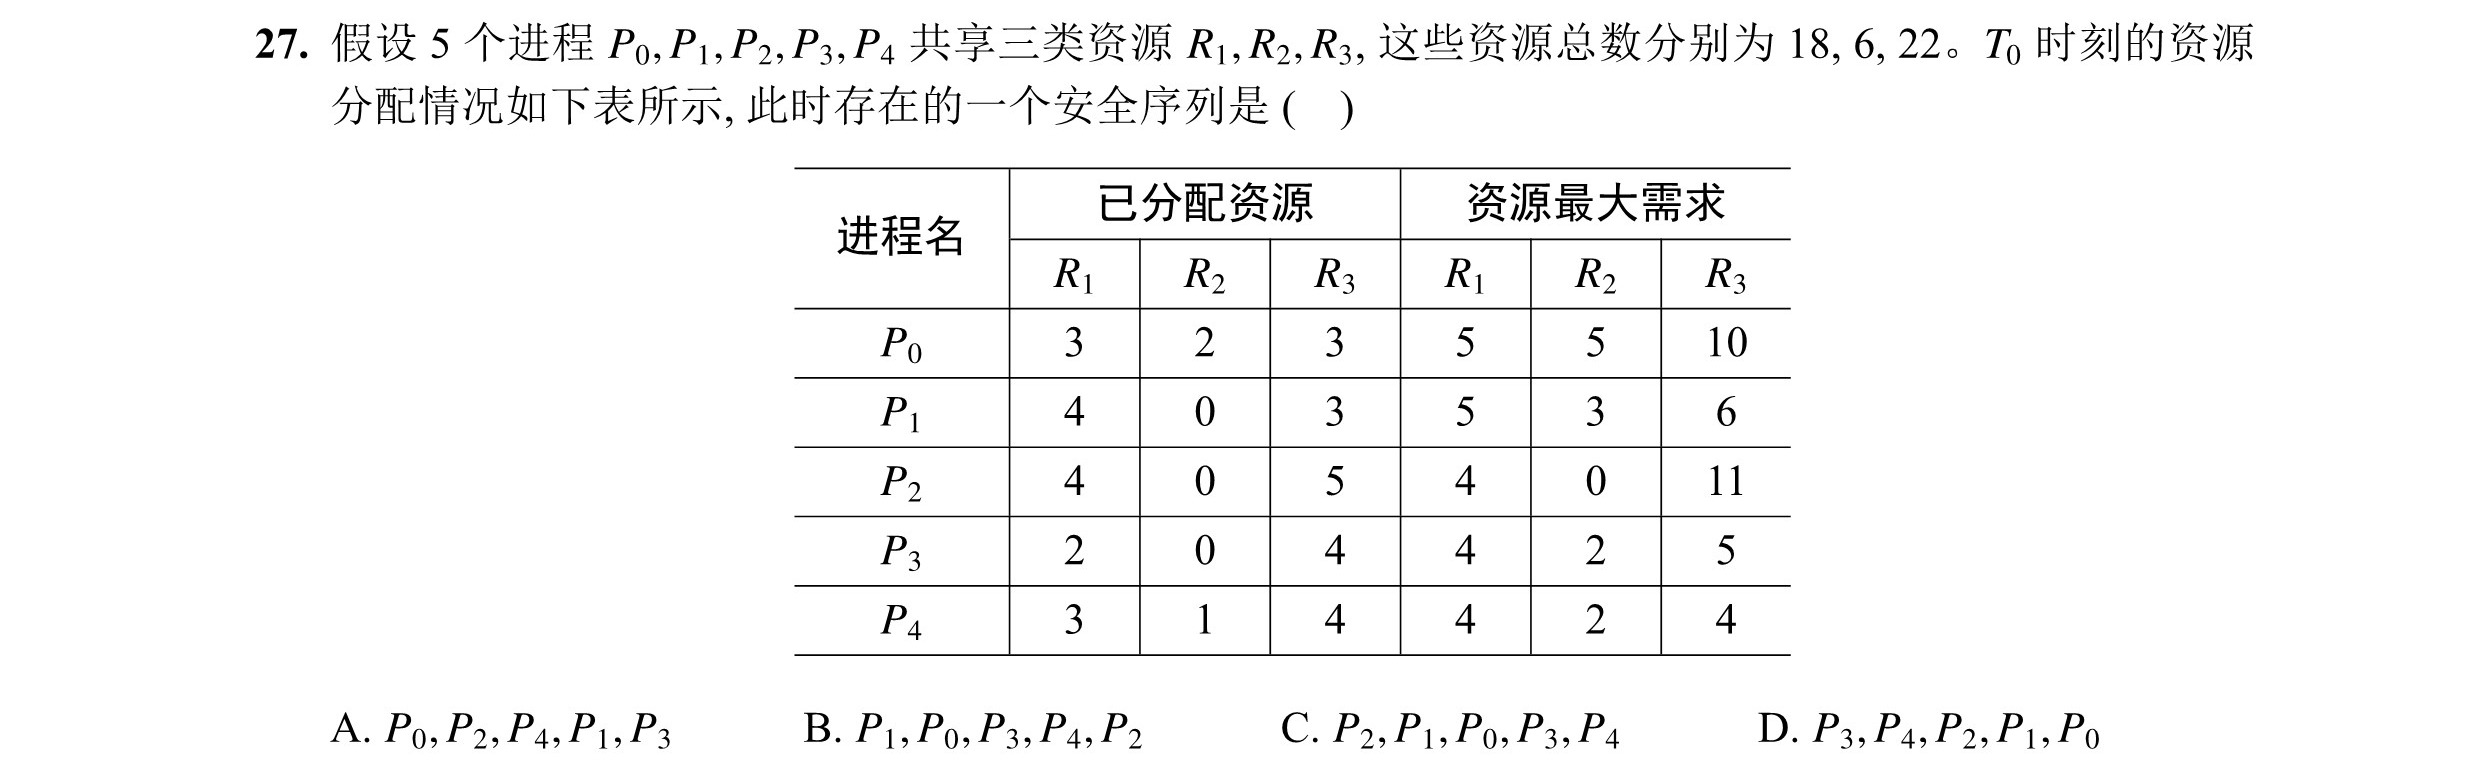 27. 假设 5 个进程 P0, P1, P2, P3, P4 共享三类资源 R1, R2, R3, 这些资源总数分别为 18, 6, 22。T0 时刻的资源
分配情况如下表所示, 此时存在的一个安全序列是 ( )
进程名 已分配资源 资源最大需求
R1 R2 R3 R1 R2 R3
P0 3 2 3 5 5 10
P1 4 0 3 5 3 6
P2 4 0 5 4 0 11
P3 2 0 4 4 2 5
P4 3 1 4 4 2 4
A. P0, P2, P4, P1, P3 B. P1, P0, P3, P4, P2 C. P2, P1, P0, P3, P4 D. P3, P4, P2, P1, P0